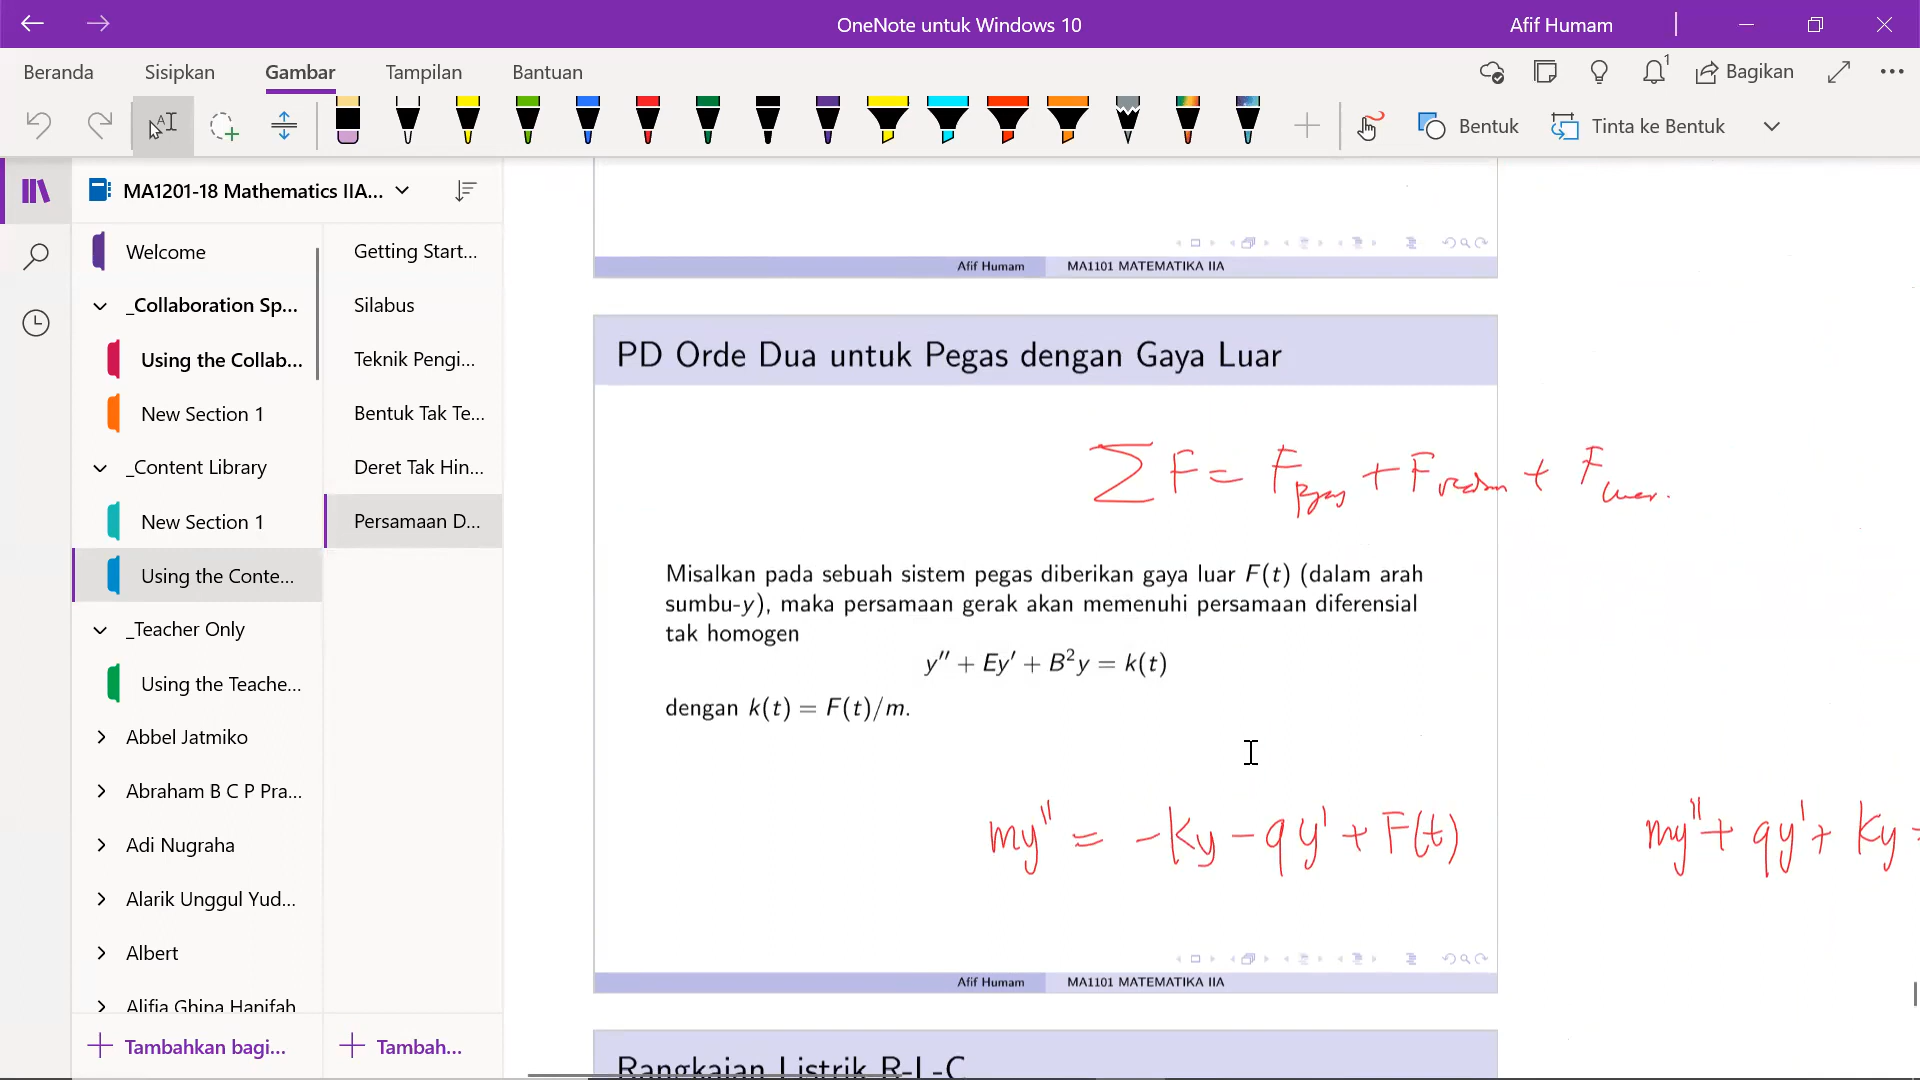 OneNote untuk Windows 10
Afif Humam
Beranda
Sisipkan
Gambar
Tampilan
Bantuan
1
Bagikan
Bentuk
Tinta ke Bentuk
MA1201-18 Mathematics IIA...
Welcome
_Collaboration Sp...
Using the Collab...
New Section 1
_Content Library
New Section 1
Using the Conte...
_Teacher Only
Using the Teache...
Abbel Jatmiko
Abraham B C P Pra...
Adi Nugraha
Alarik Unggul Yud...
Albert
Alifia Ghina Hanifah
Tambahkan bagi...
Getting Start...
Silabus
Teknik Pengi...
Bentuk Tak Te...
Deret Tak Hin...
Persamaan D...
Tambah...
Afif Humam MA1101 MATEMATIKA IIA
PD Orde Dua untuk Pegas dengan Gaya Luar
∑ F = F pegas + F redam + F luar.
Misalkan pada sebuah sistem pegas diberikan gaya luar F(t) (dalam arah
sumbu-y), maka persamaan gerak akan memenuhi persamaan diferensial
tak homogen
y″ + Ey′ + B²y = k(t)
dengan k(t) = F(t)/m.
my″ = -ky - qy′ + F(t)
my″ + qy′ + ky =
Afif Humam MA1101 MATEMATIKA IIA
Rangkaian Listrik R-L-C